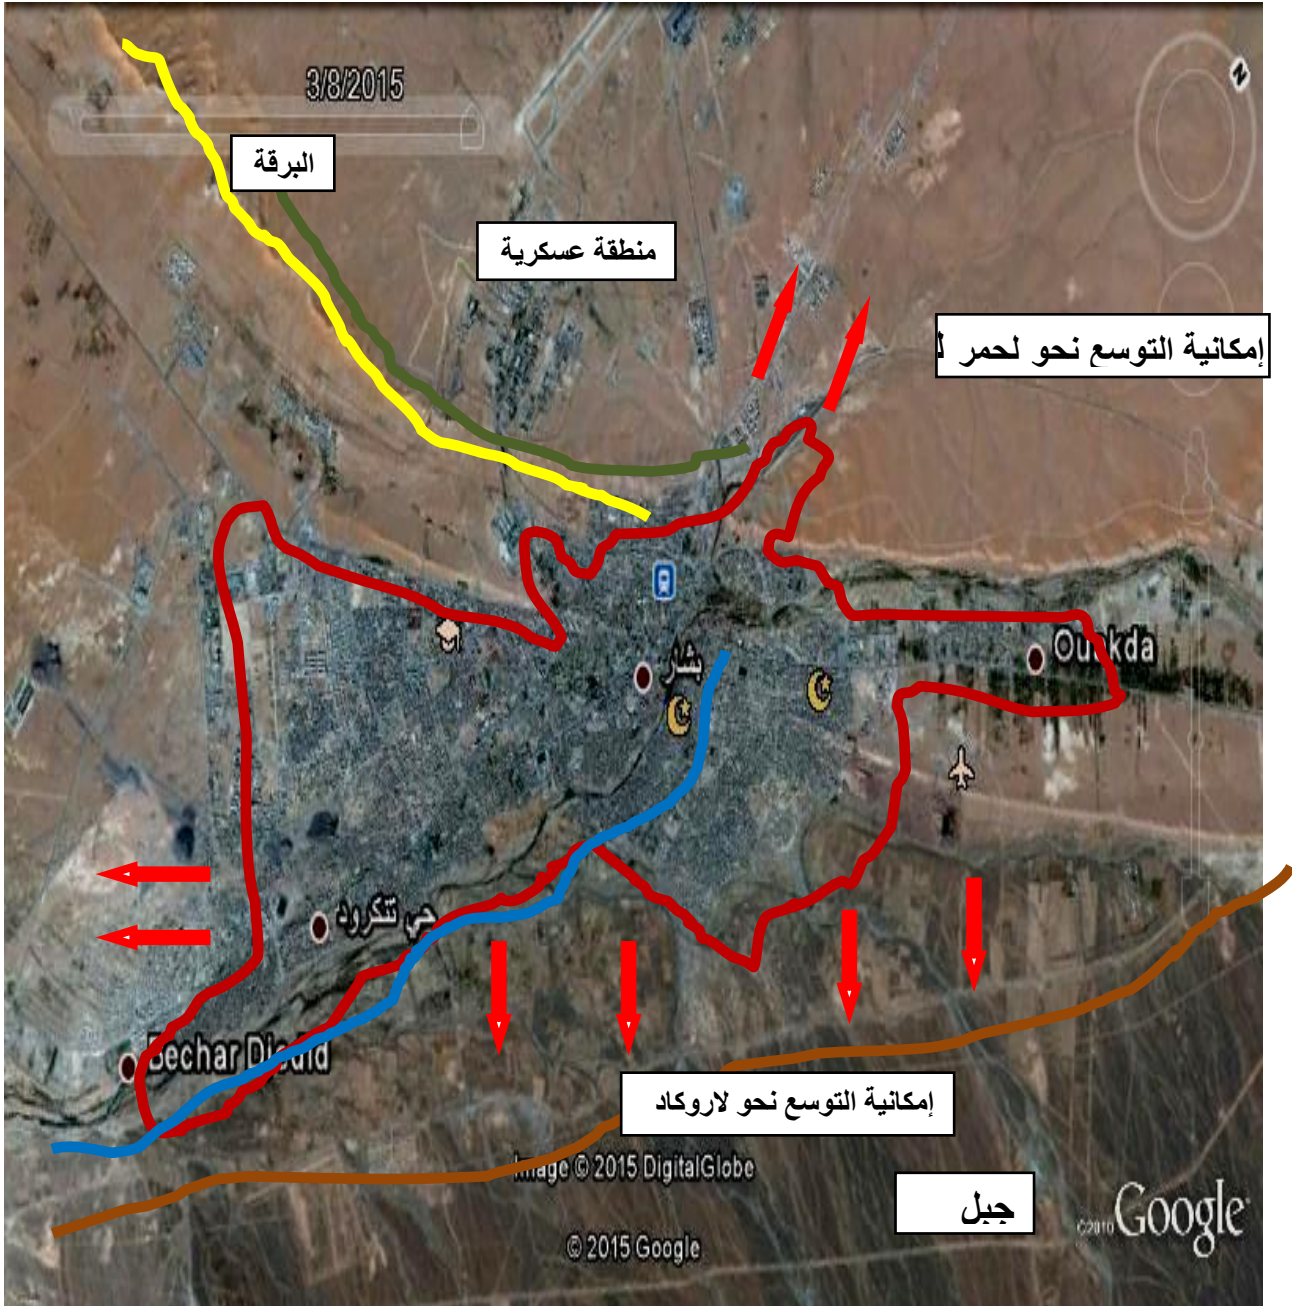 3/8/2015
N
البرقة
منطقة عسكرية
إمكانية التوسع نحو لحمر
بشار
Ouakda
حي تنكرود
Bechar Djedid
إمكانية التوسع نحو لاروكاد
Image © 2015 DigitalGlobe
جبل
©2010 Google
© 2015 Google